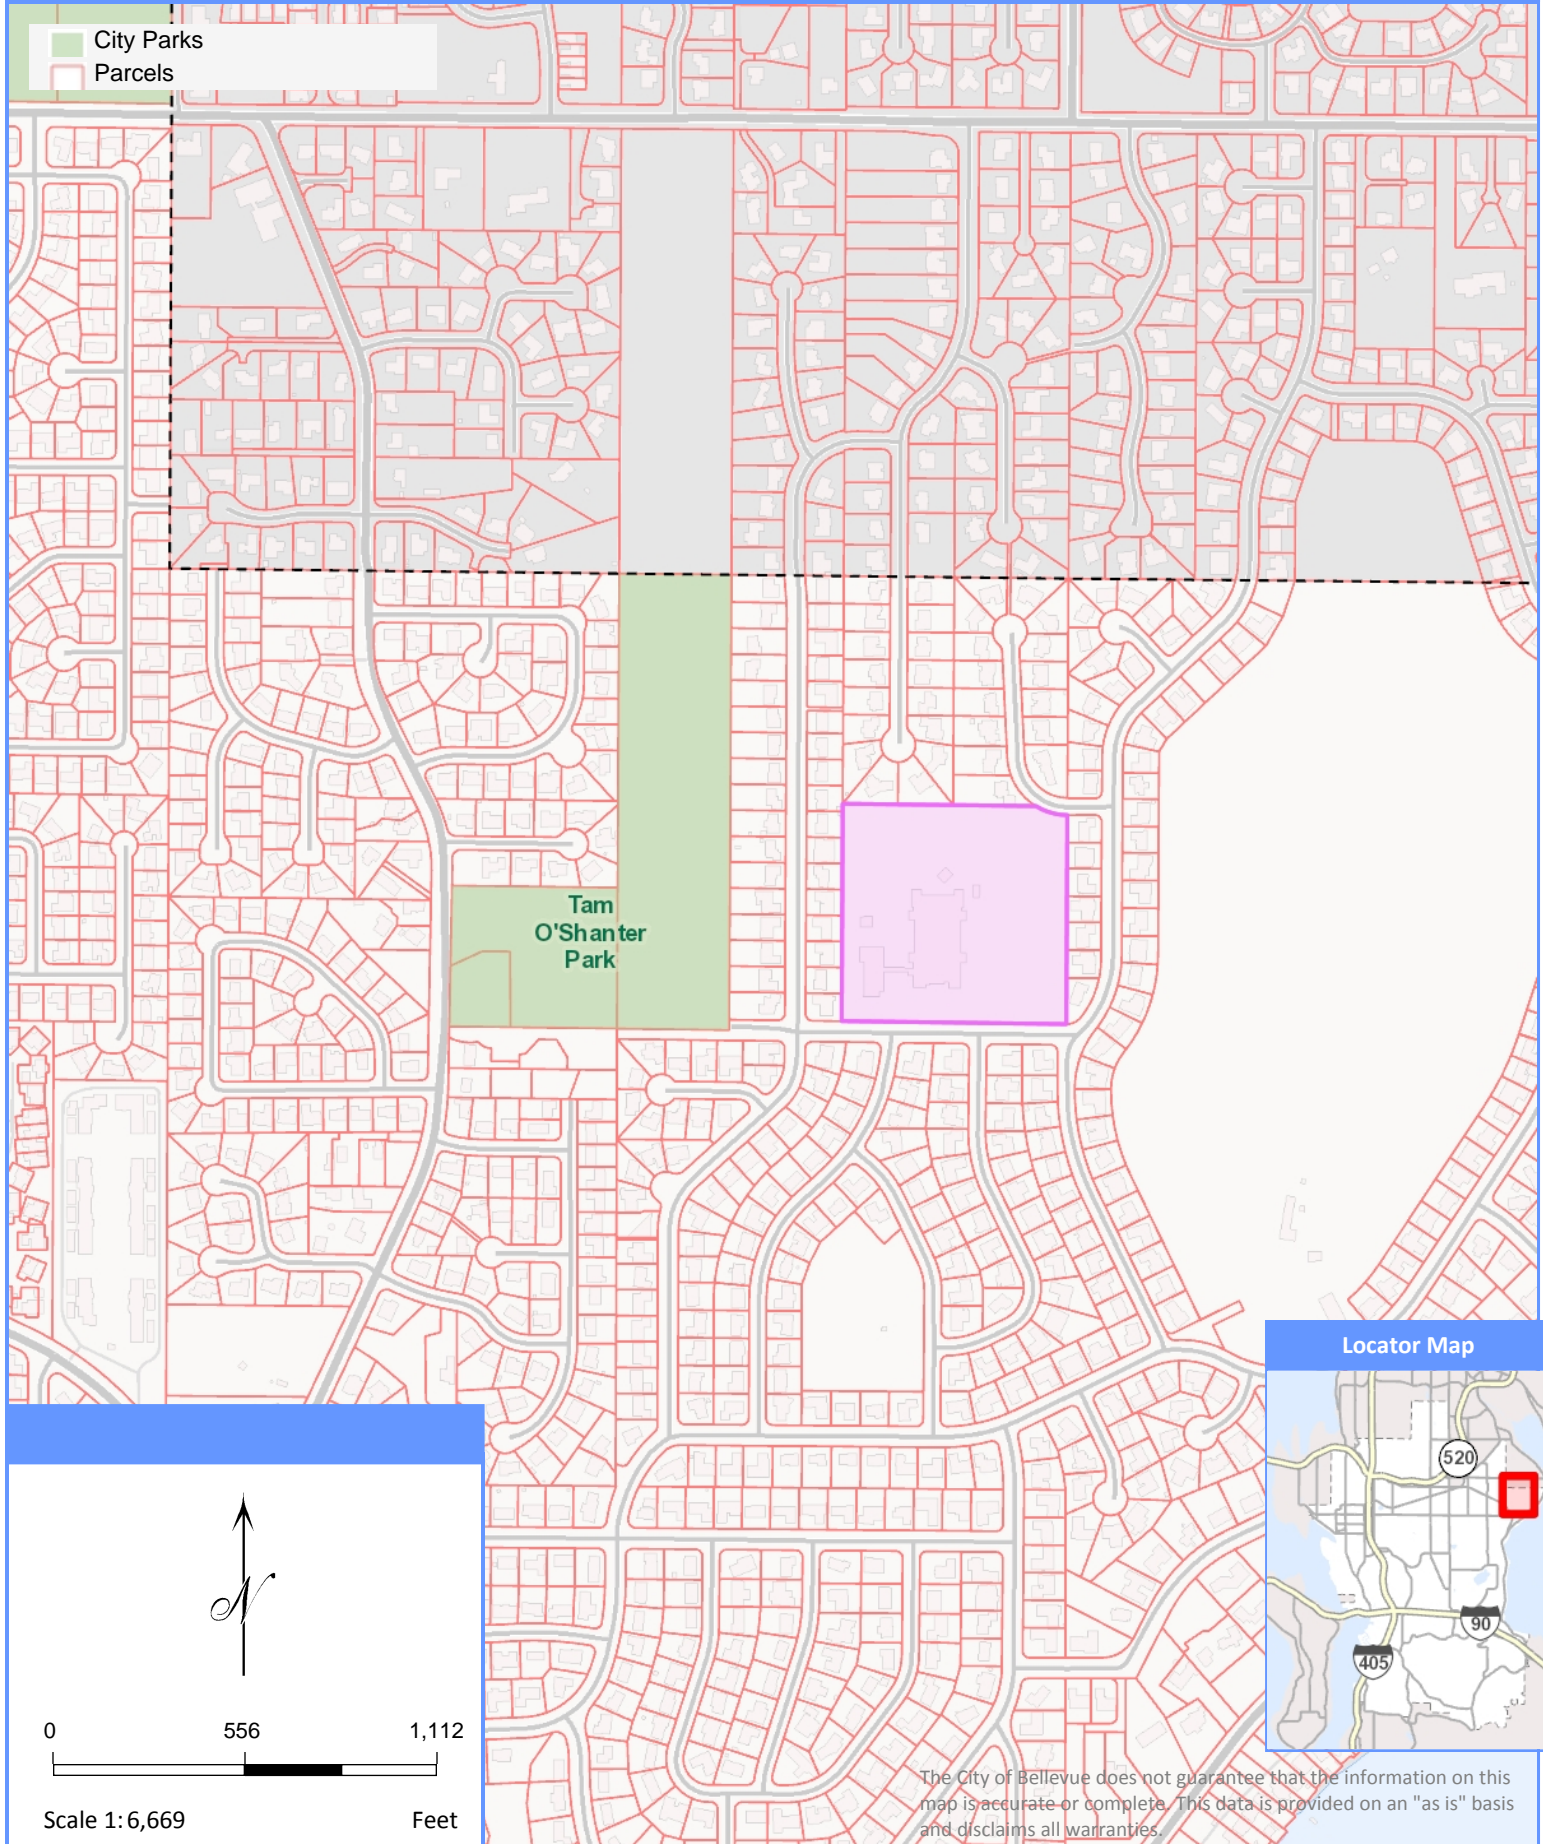 City Parks
Parcels
Tam
O'Shanter
Park
Locator Map
520
90
405
N
0 556 1,112
Scale 1: 6,669 Feet
The City of Bellevue does not guarantee that the information on this
map is accurate or complete. This data is provided on an "as is" basis
and disclaims all warranties.